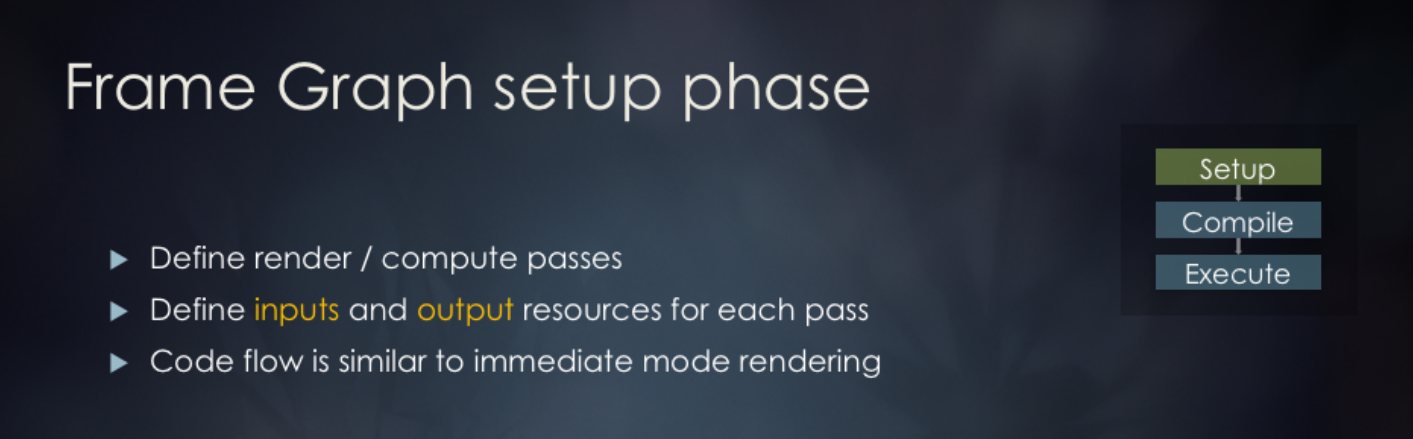 Frame Graph setup phase
Setup
Compile
Execute
Define render / compute passes
Define inputs and output resources for each pass
Code flow is similar to immediate mode rendering